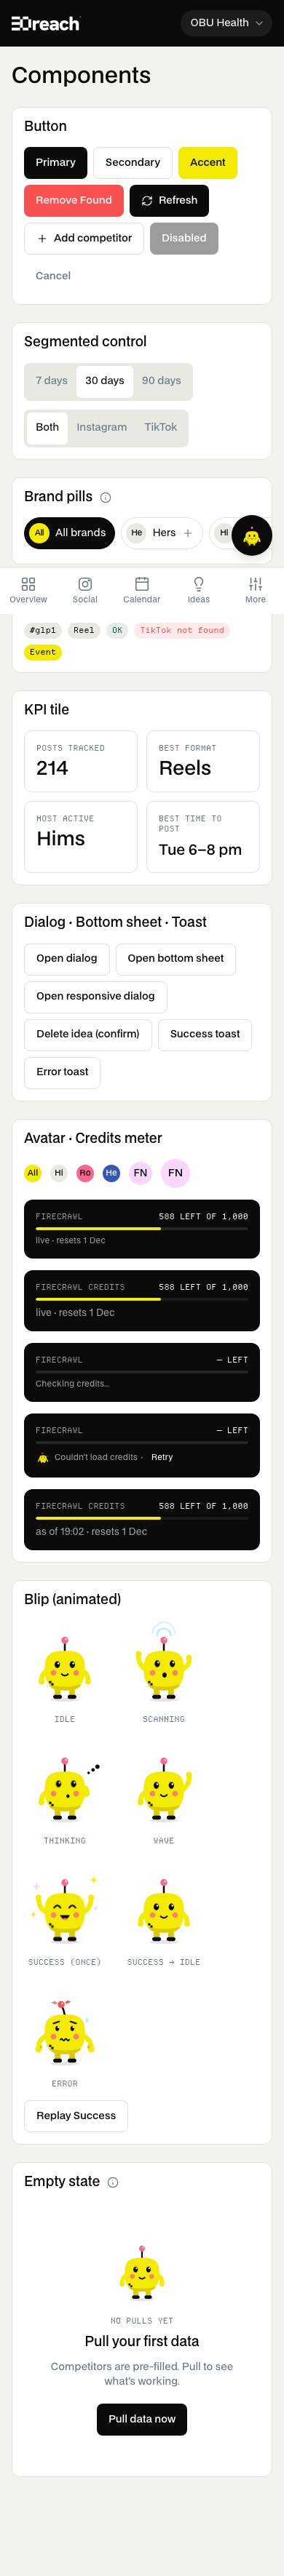 reach
OBU Health
Components
Button
Primary
Secondary
Accent
Remove Found
Refresh
Add competitor
Disabled
Cancel
Segmented control
7 days
30 days
90 days
Both
Instagram
TikTok
Brand pills
All
All brands
He
Hers
Hi
Overview
Social
Calendar
Ideas
More
#glp1
Reel
OK
TikTok not found
Event
KPI tile
POSTS TRACKED
214
BEST FORMAT
Reels
MOST ACTIVE
Hims
BEST TIME TO
POST
Tue 6–8 pm
Dialog · Bottom sheet · Toast
Open dialog
Open bottom sheet
Open responsive dialog
Delete idea (confirm)
Success toast
Error toast
Avatar · Credits meter
All
Hi
Ro
He
FN
FN
FIRECRAWL
588 LEFT OF 1,000
live · resets 1 Dec
FIRECRAWL CREDITS
588 LEFT OF 1,000
live · resets 1 Dec
FIRECRAWL
— LEFT
Checking credits…
FIRECRAWL
— LEFT
Couldn't load credits ·
Retry
FIRECRAWL CREDITS
588 LEFT OF 1,000
as of 19:02 · resets 1 Dec
Blip (animated)
IDLE
SCANNING
THINKING
WAVE
SUCCESS (ONCE)
SUCCESS → IDLE
ERROR
Replay Success
Empty state
NO PULLS YET
Pull your first data
Competitors are pre-filled. Pull to see
what's working.
Pull data now